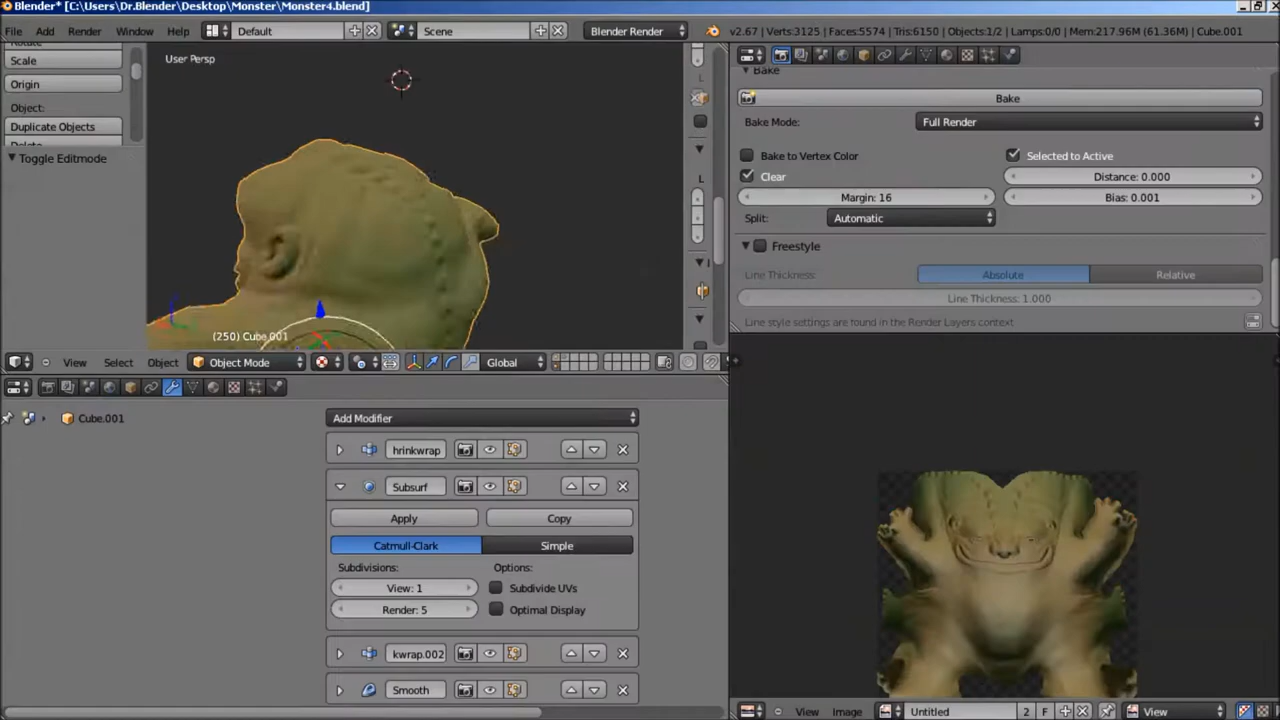 Blender* [C:\Users\Dr.Blender\Desktop\Monster\Monster4.blend]
File Add Render Window Help Default Scene Blender Render v2.67 | Verts:3125 | Faces:5574 | Tris:6150 | Objects:1/2 | Lamps:0/0 | Mem:217.96M (61.36M) | Cube.001
Scale
Origin
Object:
Duplicate Objects
Toggle Editmode
User Persp
(250) Cube.001
View Select Object Object Mode Global
Bake
Bake
Bake Mode: Full Render
Bake to Vertex Color Selected to Active
Clear Distance: 0.000
Margin: 16 Bias: 0.001
Split: Automatic
Freestyle
Line Thickness: Absolute Relative
Line Thickness: 1.000
Line style settings are found in the Render Layers context
Cube.001
Add Modifier
hrinkwrap
Subsurf
Apply Copy
Catmull-Clark Simple
Subdivisions: Options:
View: 1 Subdivide UVs
Render: 5 Optimal Display
kwrap.002
Smooth
View Image Untitled 2 F View